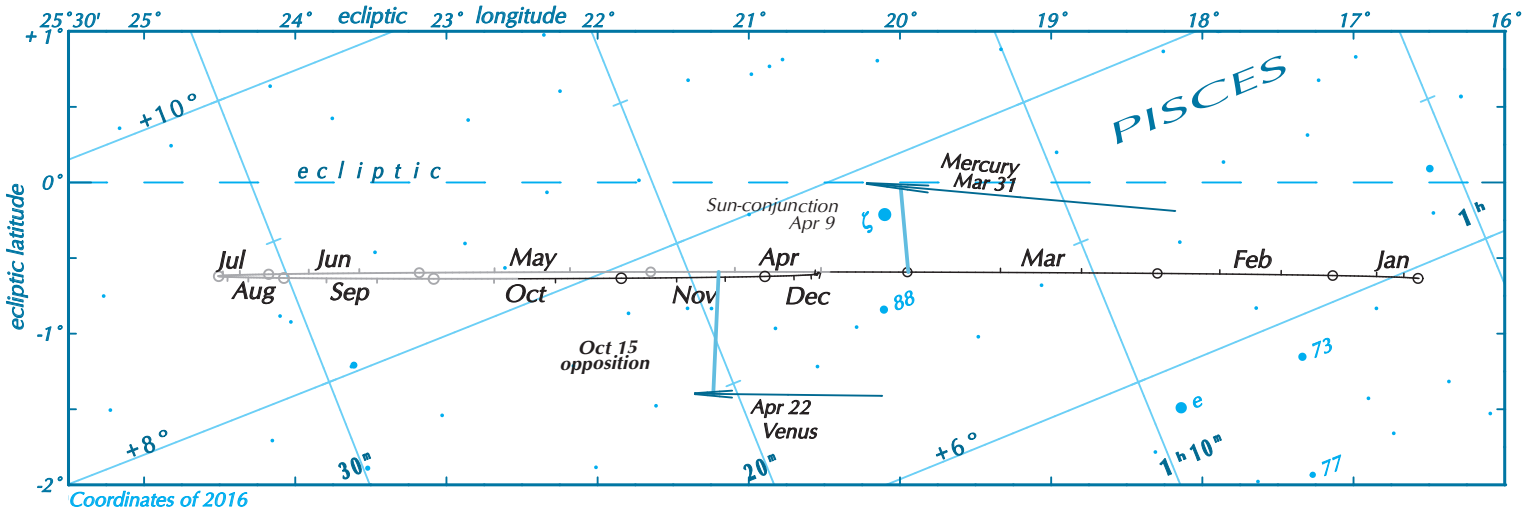 25°30' 25° 24° ecliptic 23° longitude 22° 21° 20° 19° 18° 17° 16°
+1°
PISCES
+10°
Mercury
ecliptic
Mar 31
0°
Sun-conjunction
ζ
1ʰ
Apr 9
ecliptic latitude
Jul Jun May Apr Mar Feb Jan
Aug Sep Oct Nov Dec
88
-1°
Oct 15
73
opposition
e
Apr 22
Venus
+8° +6°
30ᵐ 20ᵐ 1ʰ10ᵐ 77
-2°
Coordinates of 2016